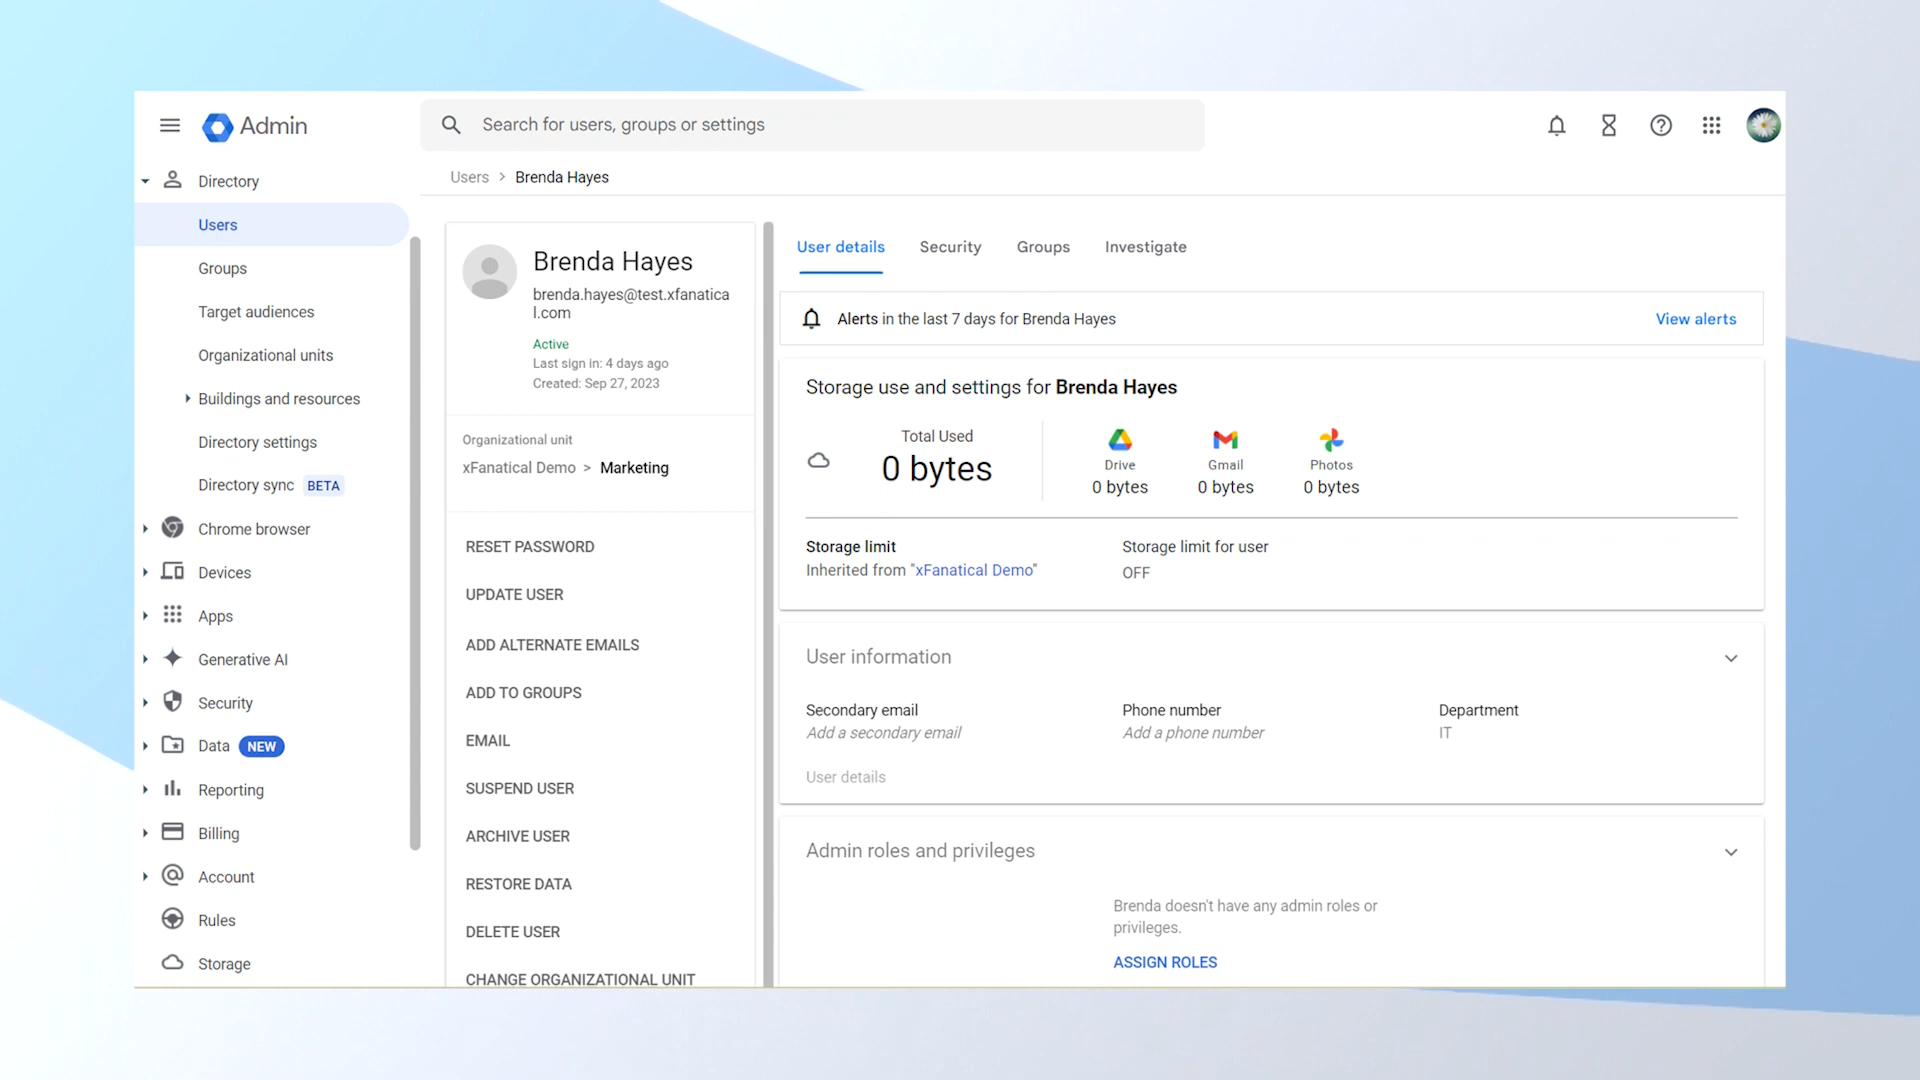 Admin
Search for users, groups or settings
Directory
Users
Groups
Target audiences
Organizational units
Buildings and resources
Directory settings
Directory sync BETA
Chrome browser
Devices
Apps
Generative AI
Security
Data NEW
Reporting
Billing
Account
Rules
Storage
Users > Brenda Hayes
Brenda Hayes
brenda.hayes@test.xfanatica
l.com
Active
Last sign in: 4 days ago
Created: Sep 27, 2023
Organizational unit
xFanatical Demo > Marketing
RESET PASSWORD
UPDATE USER
ADD ALTERNATE EMAILS
ADD TO GROUPS
EMAIL
SUSPEND USER
ARCHIVE USER
RESTORE DATA
DELETE USER
CHANGE ORGANIZATIONAL UNIT
User details Security Groups Investigate
Alerts in the last 7 days for Brenda Hayes View alerts
Storage use and settings for Brenda Hayes
Total Used
0 bytes
Drive
0 bytes
Gmail
0 bytes
Photos
0 bytes
Storage limit
Inherited from "xFanatical Demo"
Storage limit for user
OFF
User information
Secondary email
Add a secondary email
Phone number
Add a phone number
Department
IT
User details
Admin roles and privileges
Brenda doesn't have any admin roles or
privileges.
ASSIGN ROLES